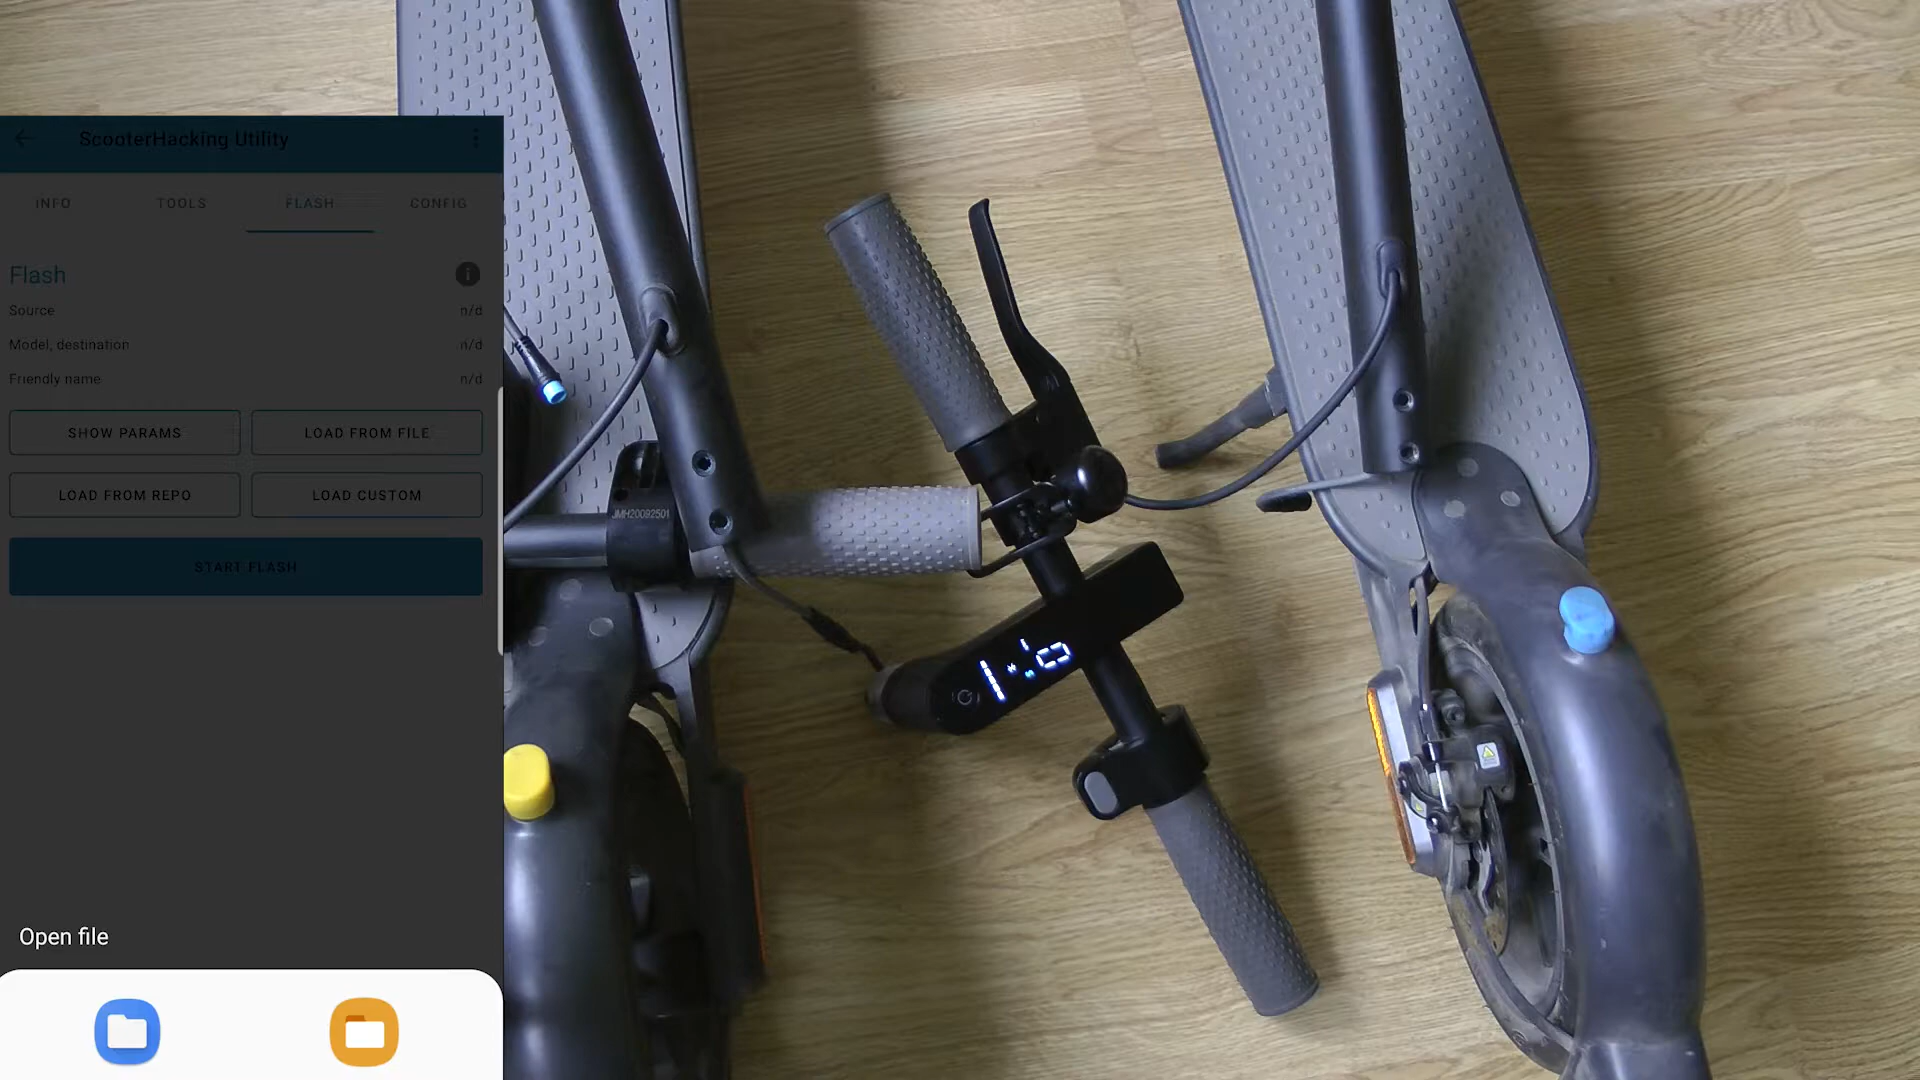 ScooterHacking Utility
INFO TOOLS FLASH CONFIG
Flash
Source n/d
Model, destination n/d
Friendly name n/d
SHOW PARAMS LOAD FROM FILE
LOAD FROM REPO LOAD CUSTOM
START FLASH
Open file
JMH20092501